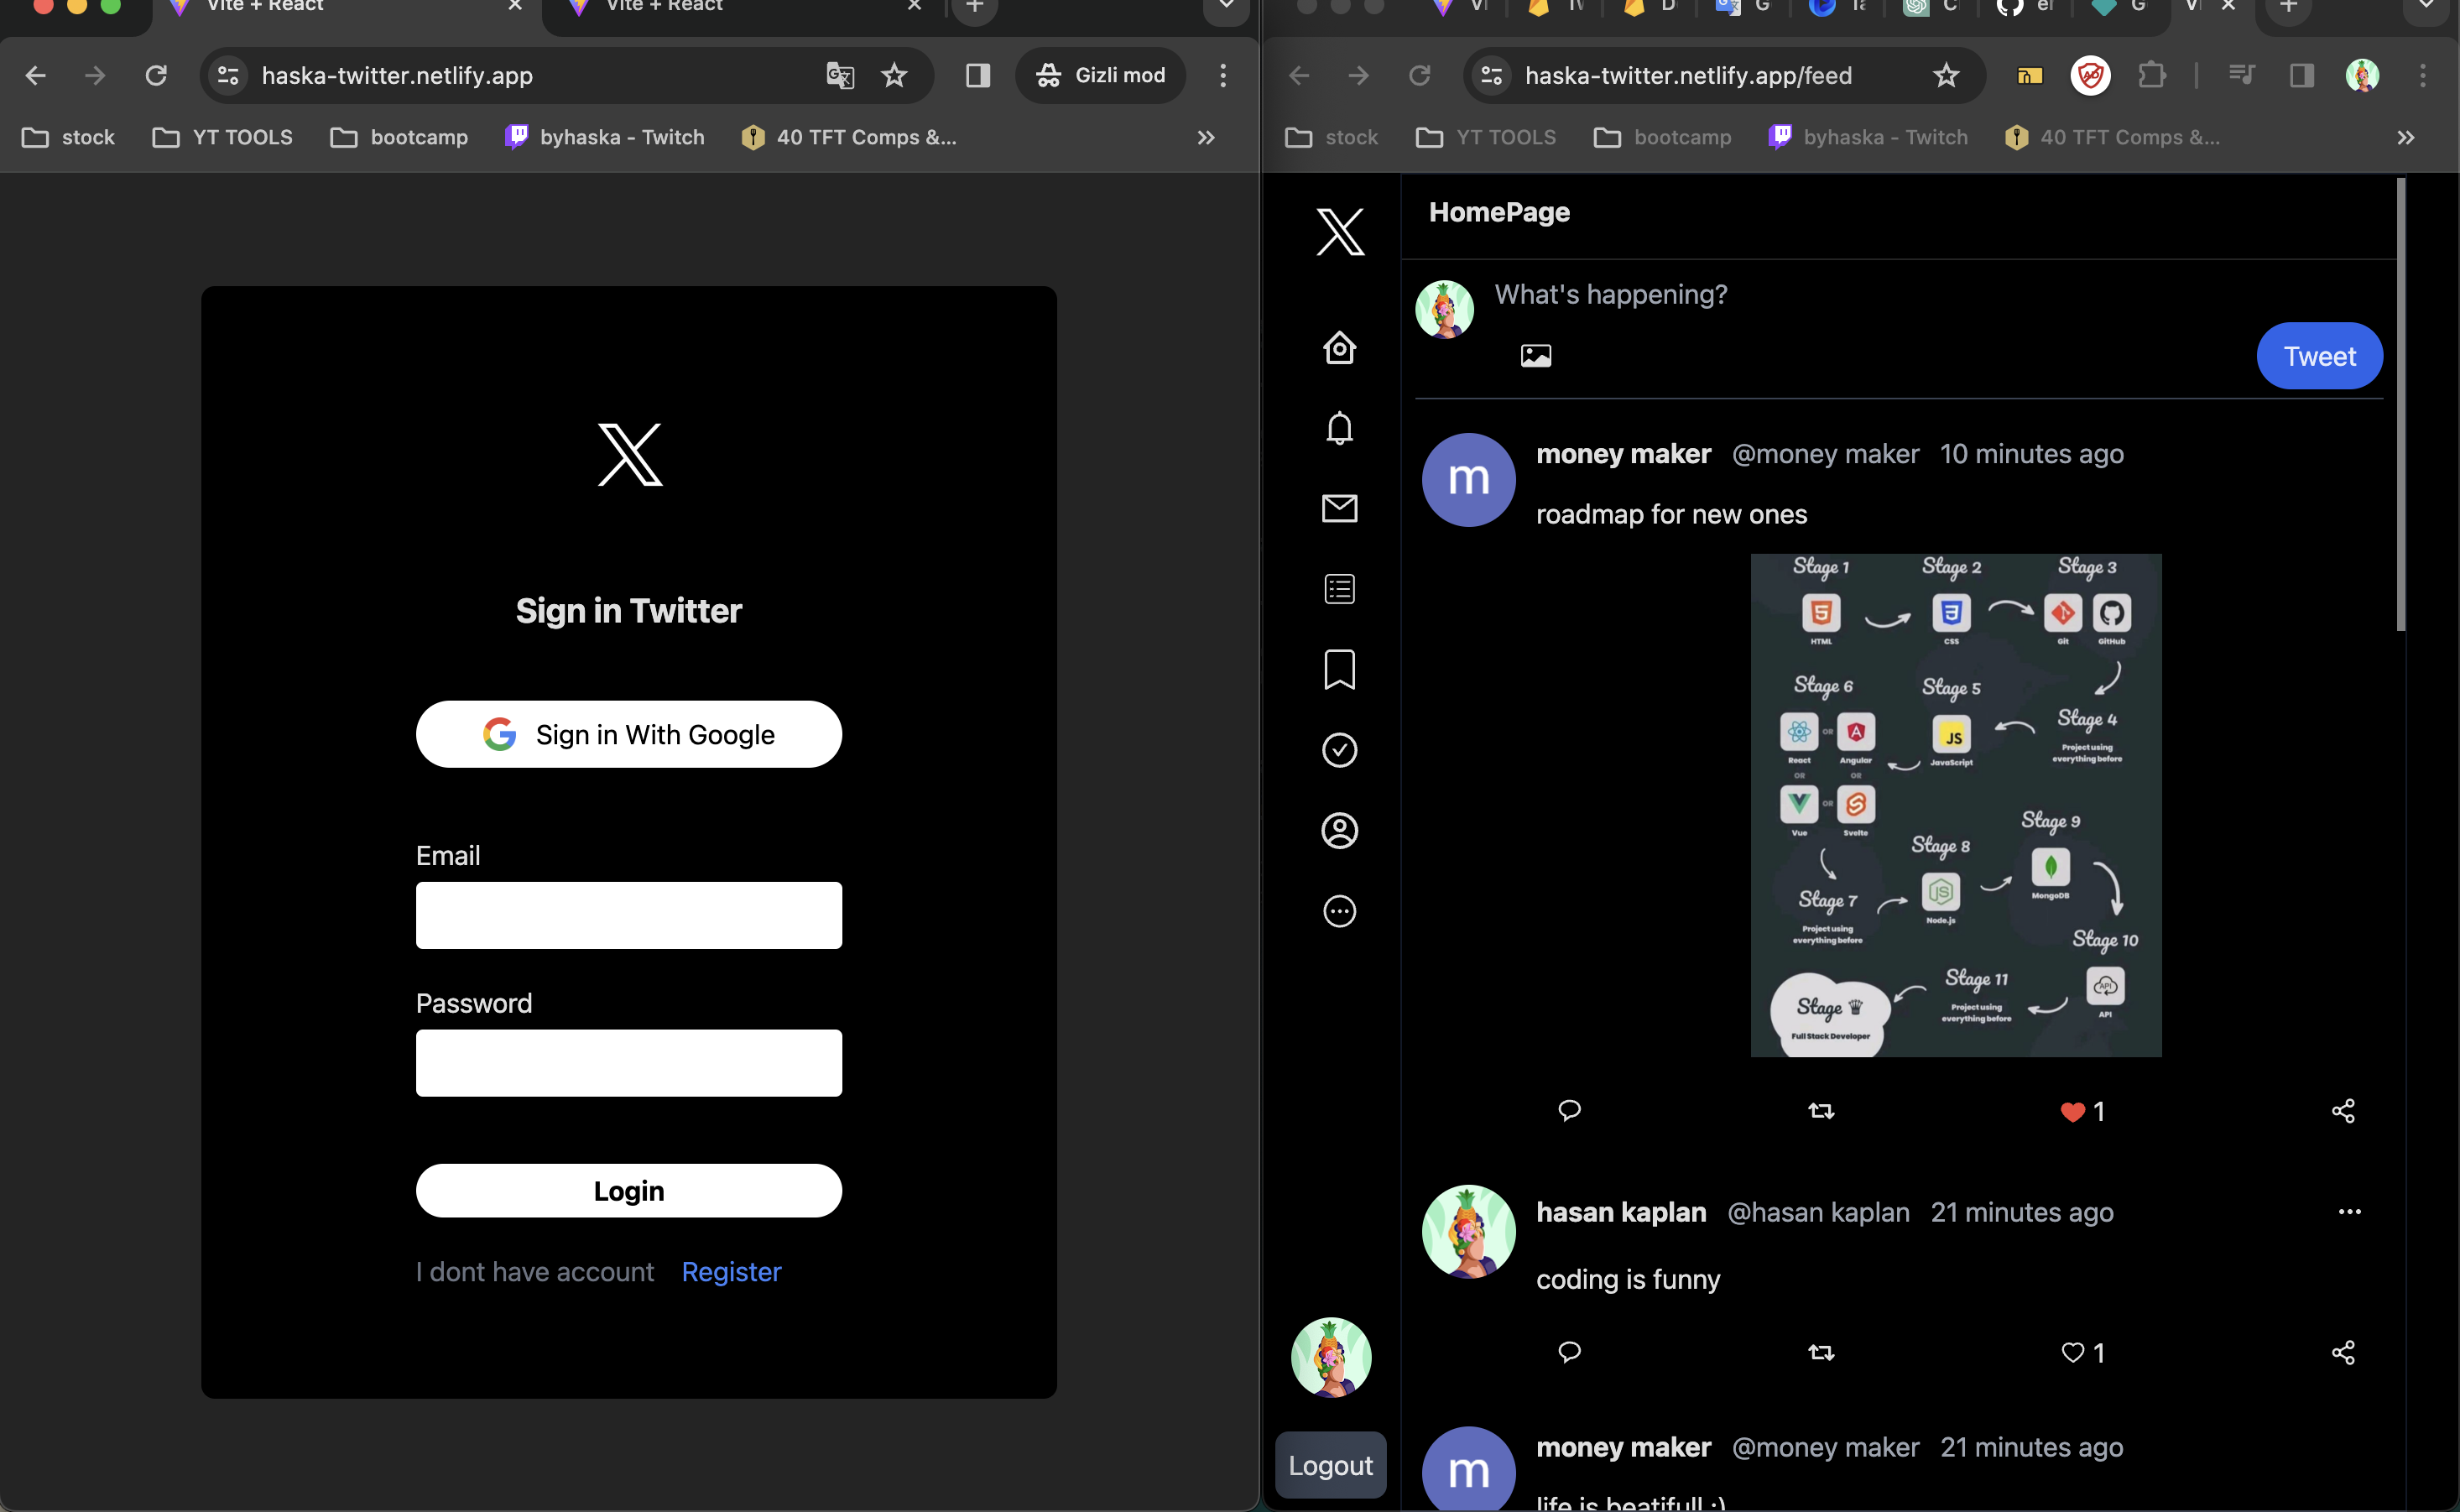 Vite + React
Vite + React
haska-twitter.netlify.app
Gizli mod
stock
YT TOOLS
bootcamp
byhaska - Twitch
40 TFT Comps &...
Sign in Twitter
Sign in With Google
Email
Password
Login
I dont have account Register
haska-twitter.netlify.app/feed
stock
YT TOOLS
bootcamp
byhaska - Twitch
40 TFT Comps &...
HomePage
What's happening?
Tweet
m
money maker @money maker 10 minutes ago
roadmap for new ones
Stage 1
Stage 2
Stage 3
HTML
CSS
Git
GitHub
Stage 6
Stage 5
Stage 4
Project using
everything before
React
OR
Angular
JS
JavaScript
OR
OR
Vue
OR
Svelte
Stage 7
Project using
everything before
Stage 8
JS
Node.js
Stage 9
MongoDB
Stage 10
API
API
Stage 11
Project using
everything before
Stage
Full Stack Developer
1
hasan kaplan @hasan kaplan 21 minutes ago
coding is funny
1
m
money maker @money maker 21 minutes ago
life is beatifull :)
Logout